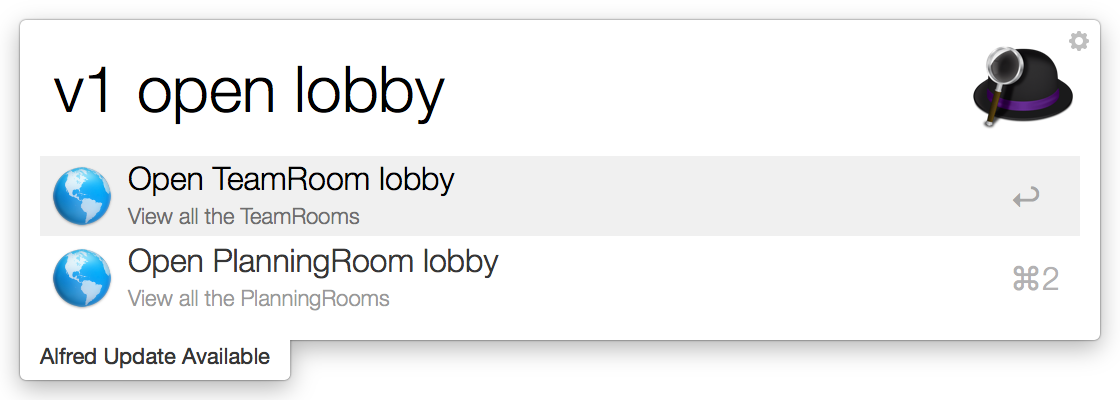 v1 open lobby
Open TeamRoom lobby
View all the TeamRooms
Open PlanningRoom lobby
View all the PlanningRooms
⌘2
Alfred Update Available